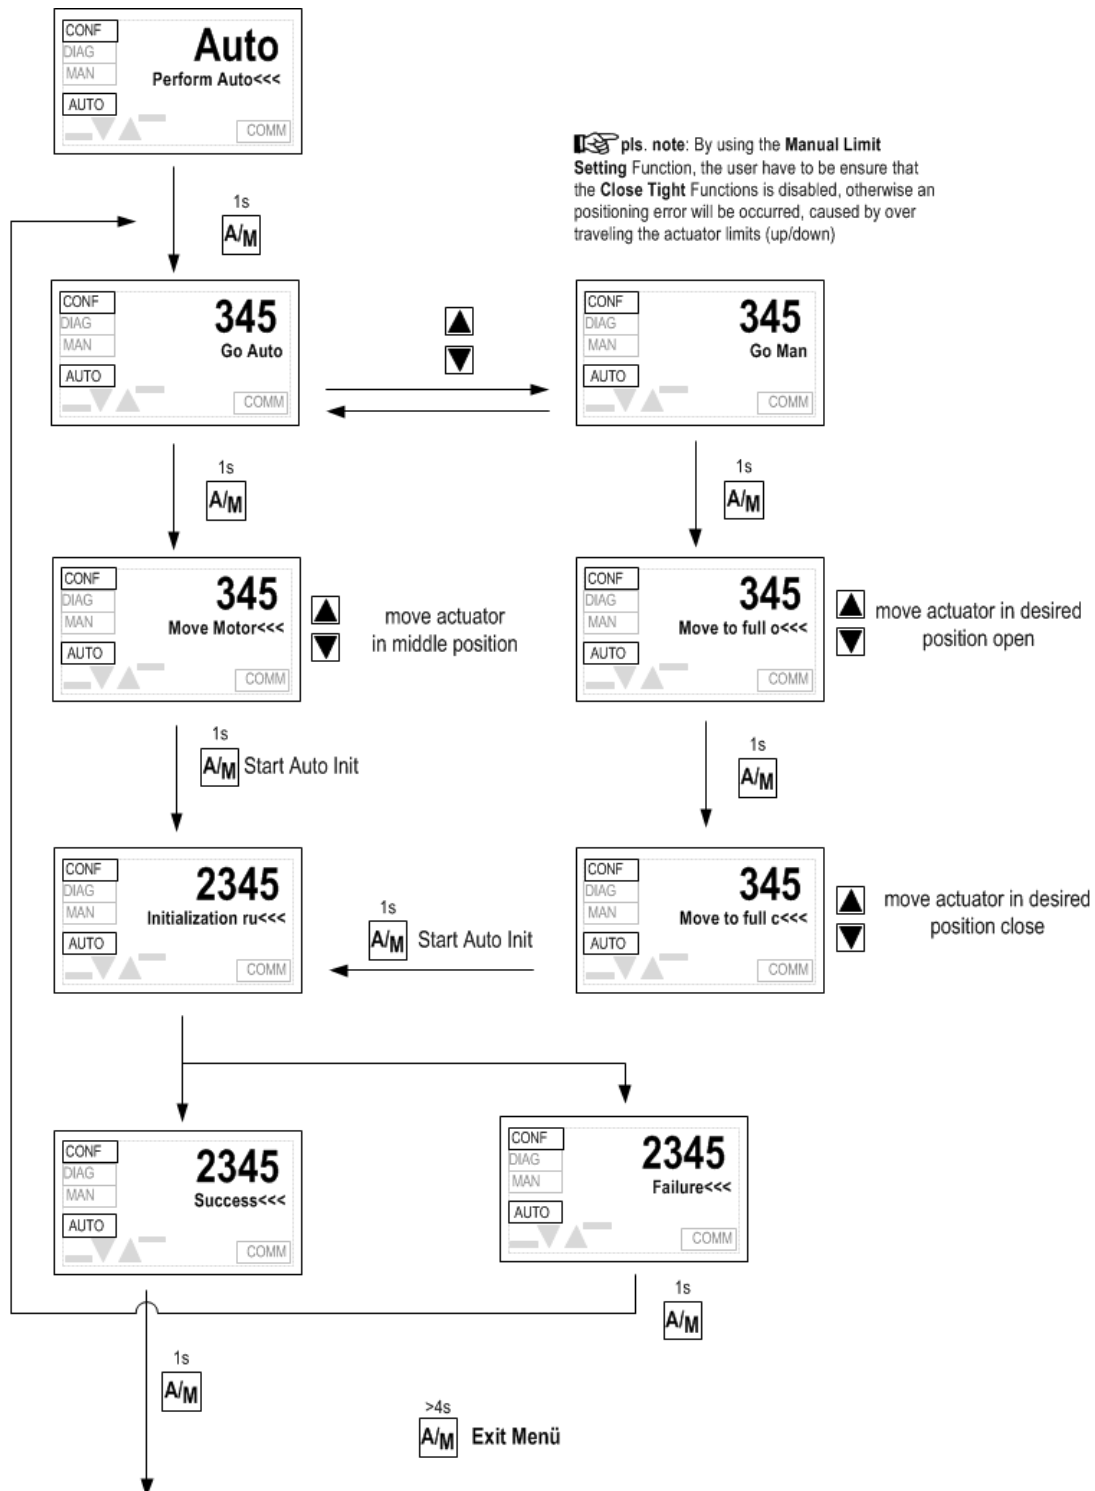 CONF
DIAG
MAN
AUTO
Auto
Perform Auto<<<
COMM
pls. note: By using the Manual Limit
Setting Function, the user have to be ensure that
the Close Tight Functions is disabled, otherwise an
positioning error will be occurred, caused by over
traveling the actuator limits (up/down)
1s
A/M
CONF
DIAG
MAN
AUTO
345
Go Auto
COMM
CONF
DIAG
MAN
AUTO
345
Go Man
COMM
1s
A/M
1s
A/M
CONF
DIAG
MAN
AUTO
345
Move Motor<<<
COMM
move actuator
in middle position
CONF
DIAG
MAN
AUTO
345
Move to full o<<<
COMM
move actuator in desired
position open
1s
A/M Start Auto Init
1s
A/M
CONF
DIAG
MAN
AUTO
2345
Initialization ru<<<
COMM
1s
A/M Start Auto Init
CONF
DIAG
MAN
AUTO
345
Move to full c<<<
COMM
move actuator in desired
position close
CONF
DIAG
MAN
AUTO
2345
Success<<<
COMM
CONF
DIAG
MAN
AUTO
2345
Failure<<<
COMM
1s
A/M
1s
A/M
>4s
A/M Exit Menü